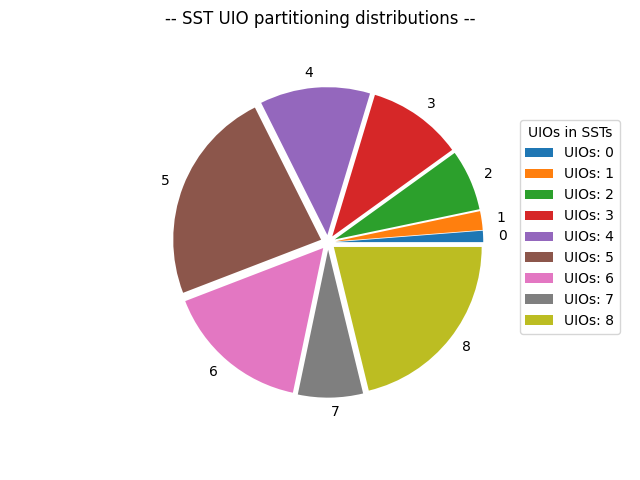 -- SST UIO partitioning distributions --
4
3
5
2
1
0
8
6
7
UIOs in SSTs
UIOs: 0
UIOs: 1
UIOs: 2
UIOs: 3
UIOs: 4
UIOs: 5
UIOs: 6
UIOs: 7
UIOs: 8